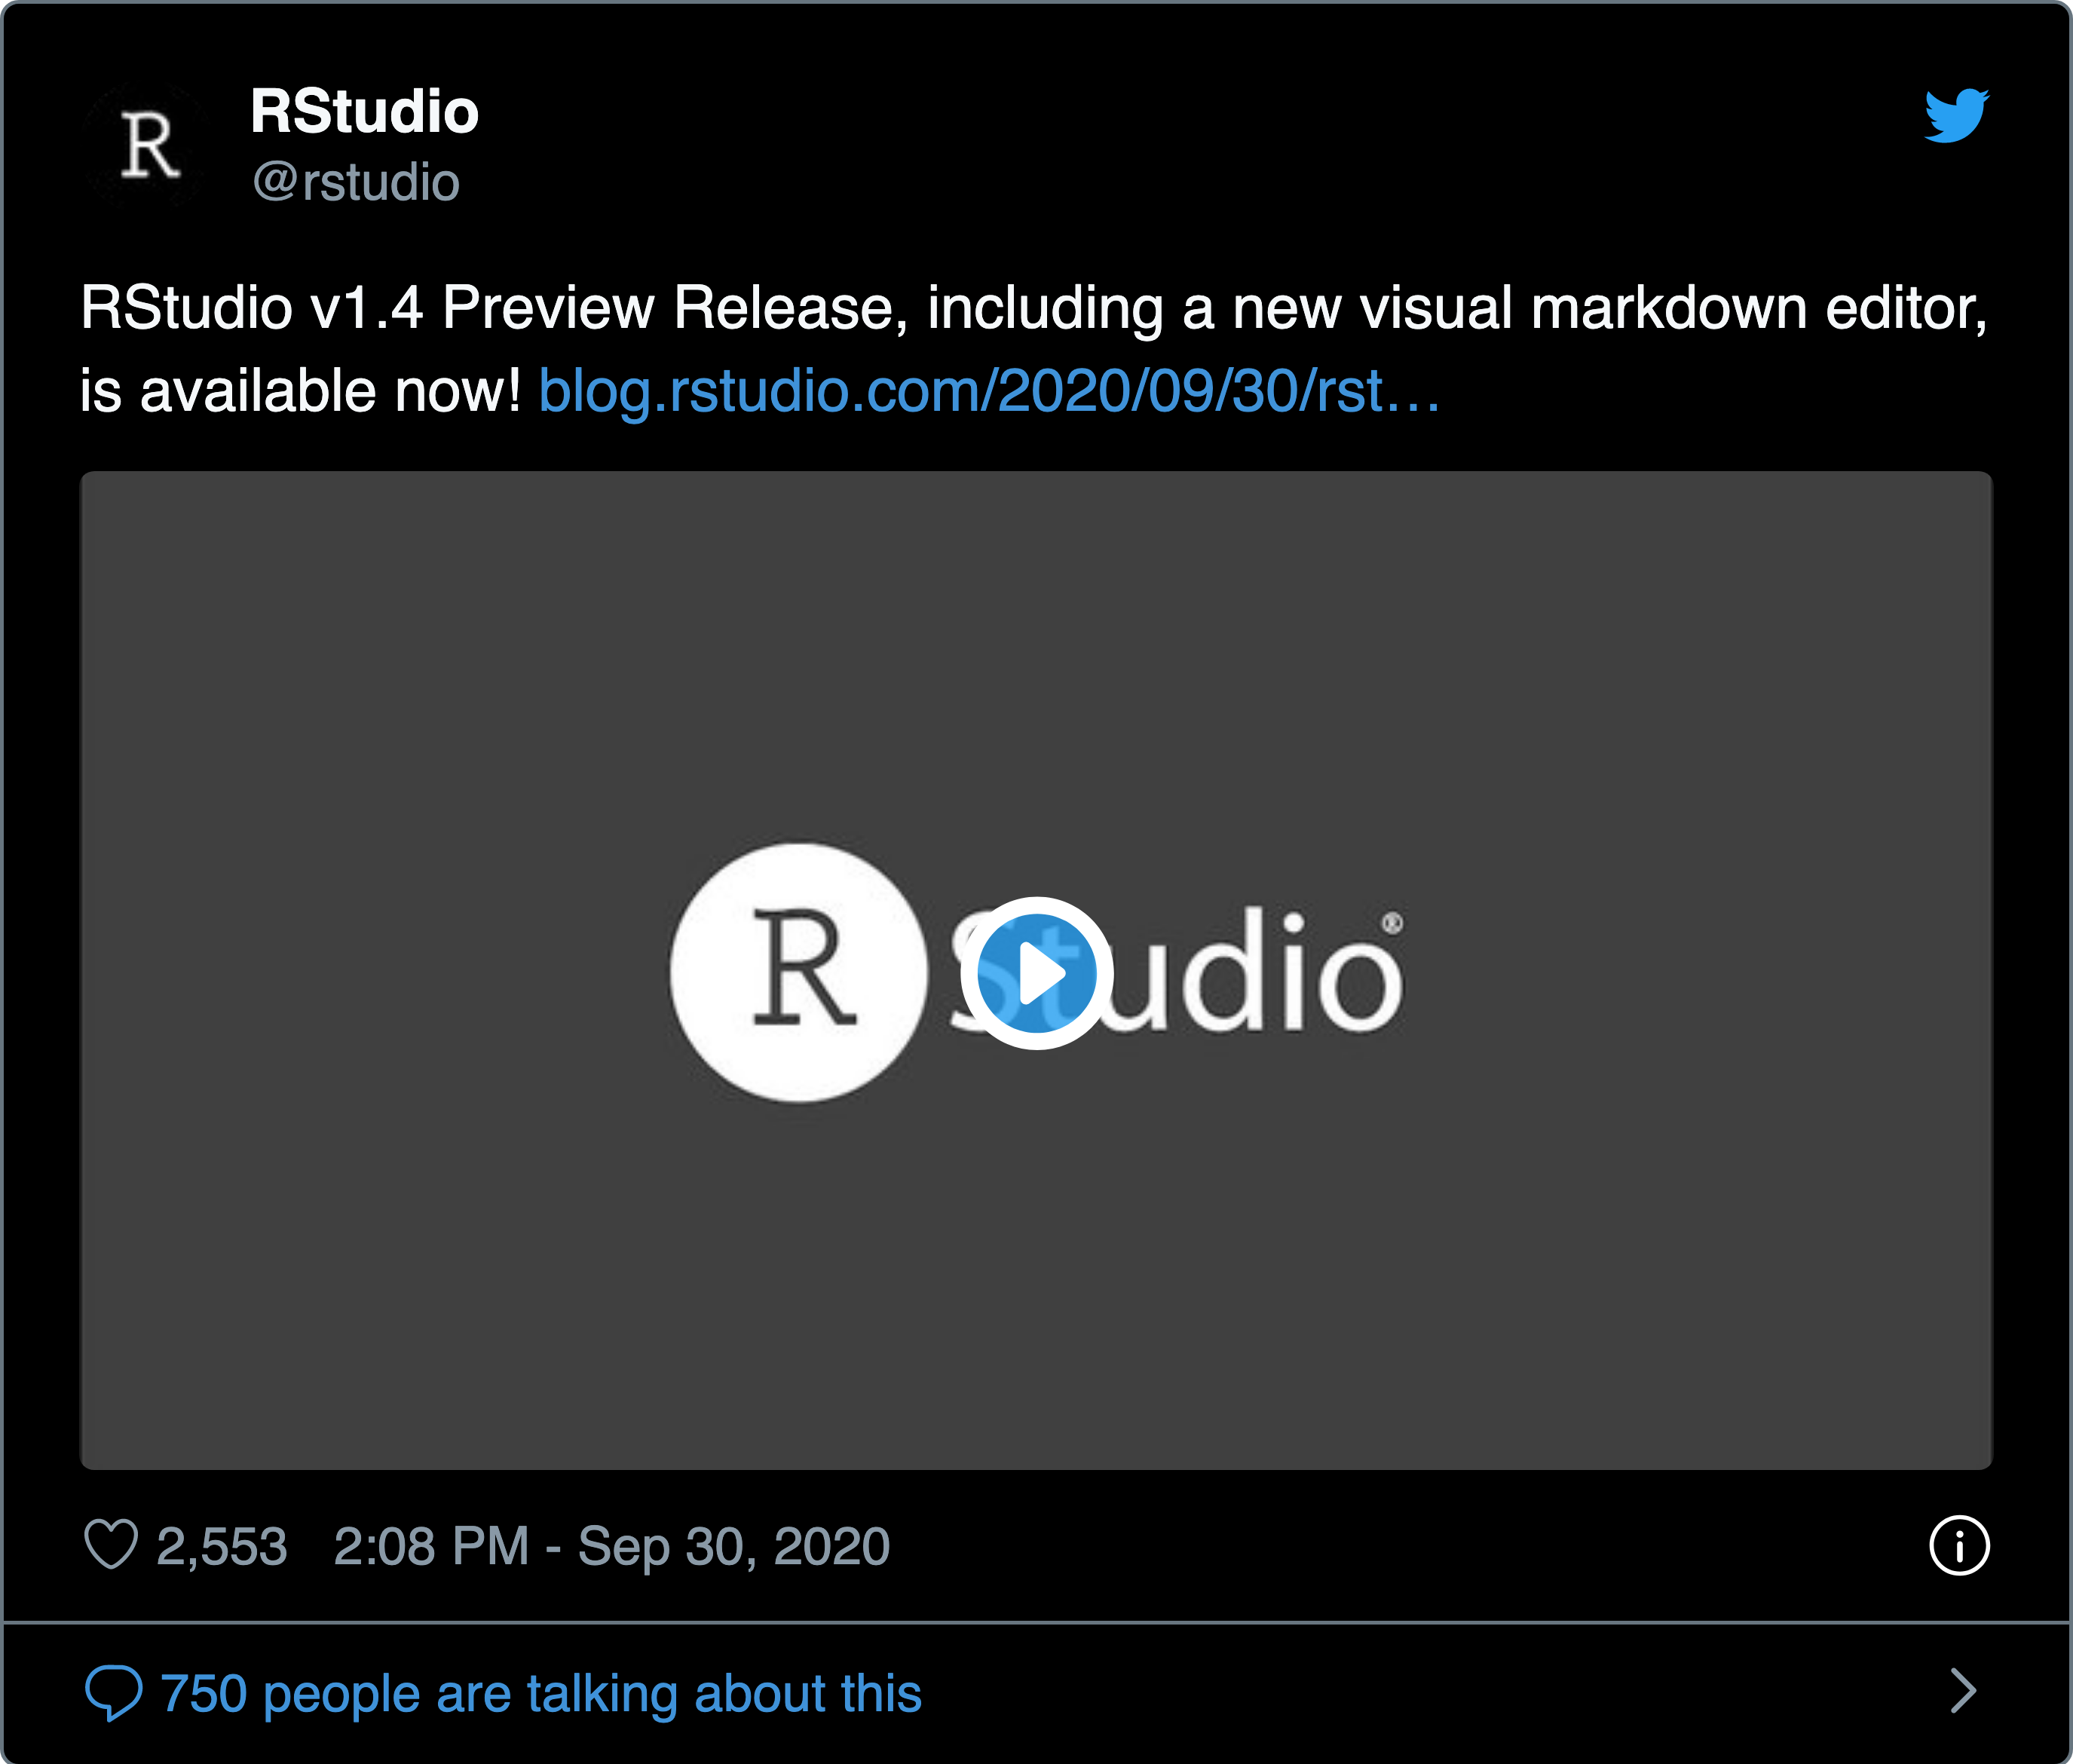 R
RStudio
@rstudio
RStudio v1.4 Preview Release, including a new visual markdown editor,
is available now! blog.rstudio.com/2020/09/30/rst…
R Studio®
2,553 2:08 PM - Sep 30, 2020
750 people are talking about this